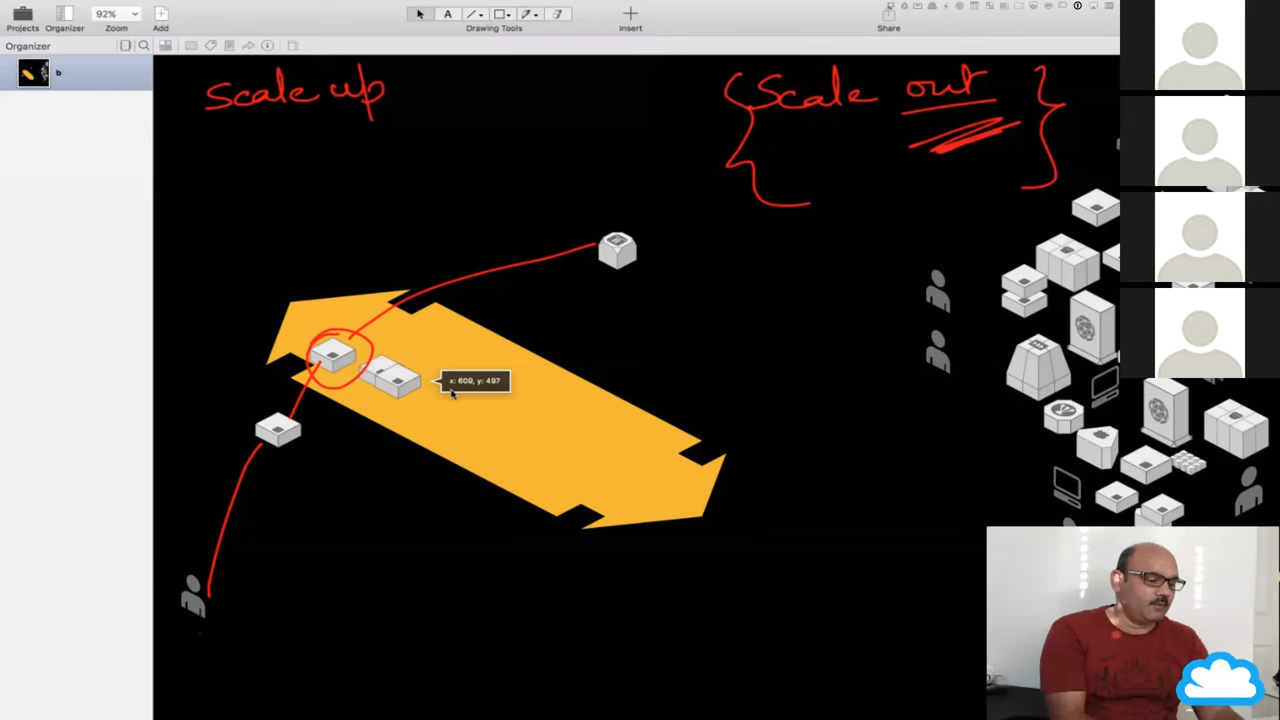 92%
Projects
Organizer
Zoom
Add
A
Drawing Tools
Insert
Share
Organizer
b
Scale up
Scale out
x: 609, y: 497